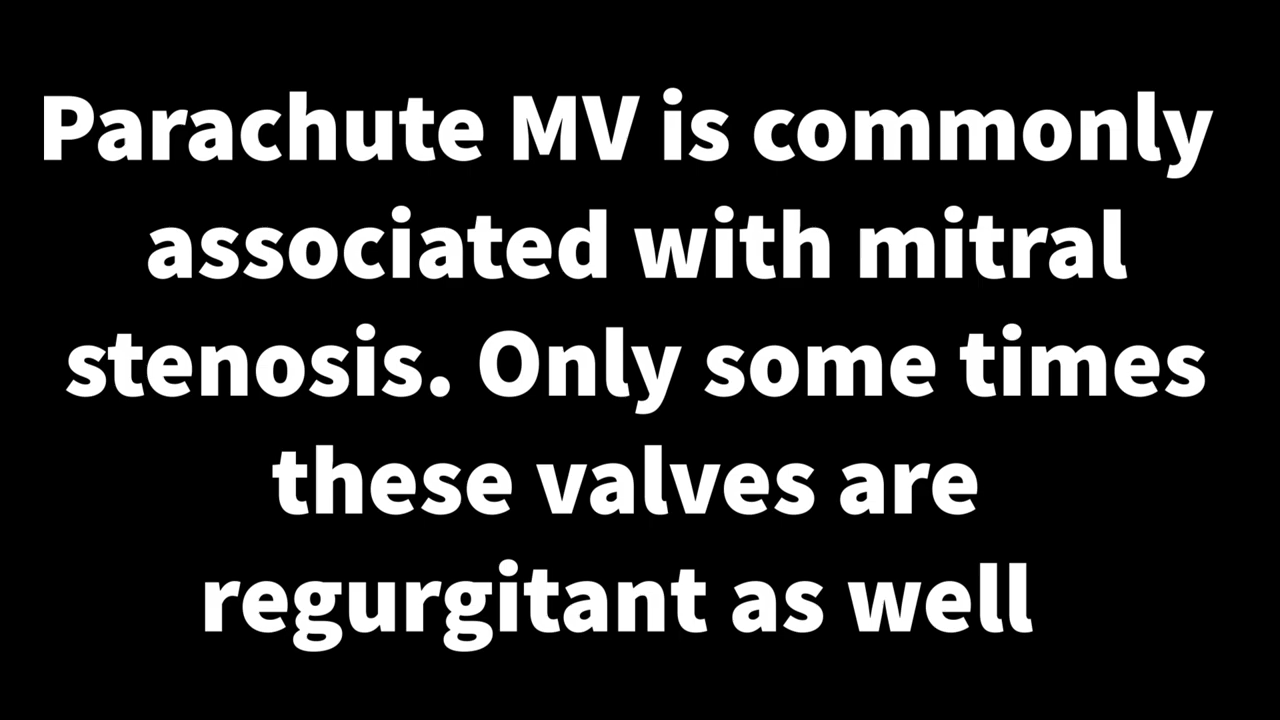 Parachute MV is commonly
associated with mitral
stenosis. Only some times
these valves are
regurgitant as well